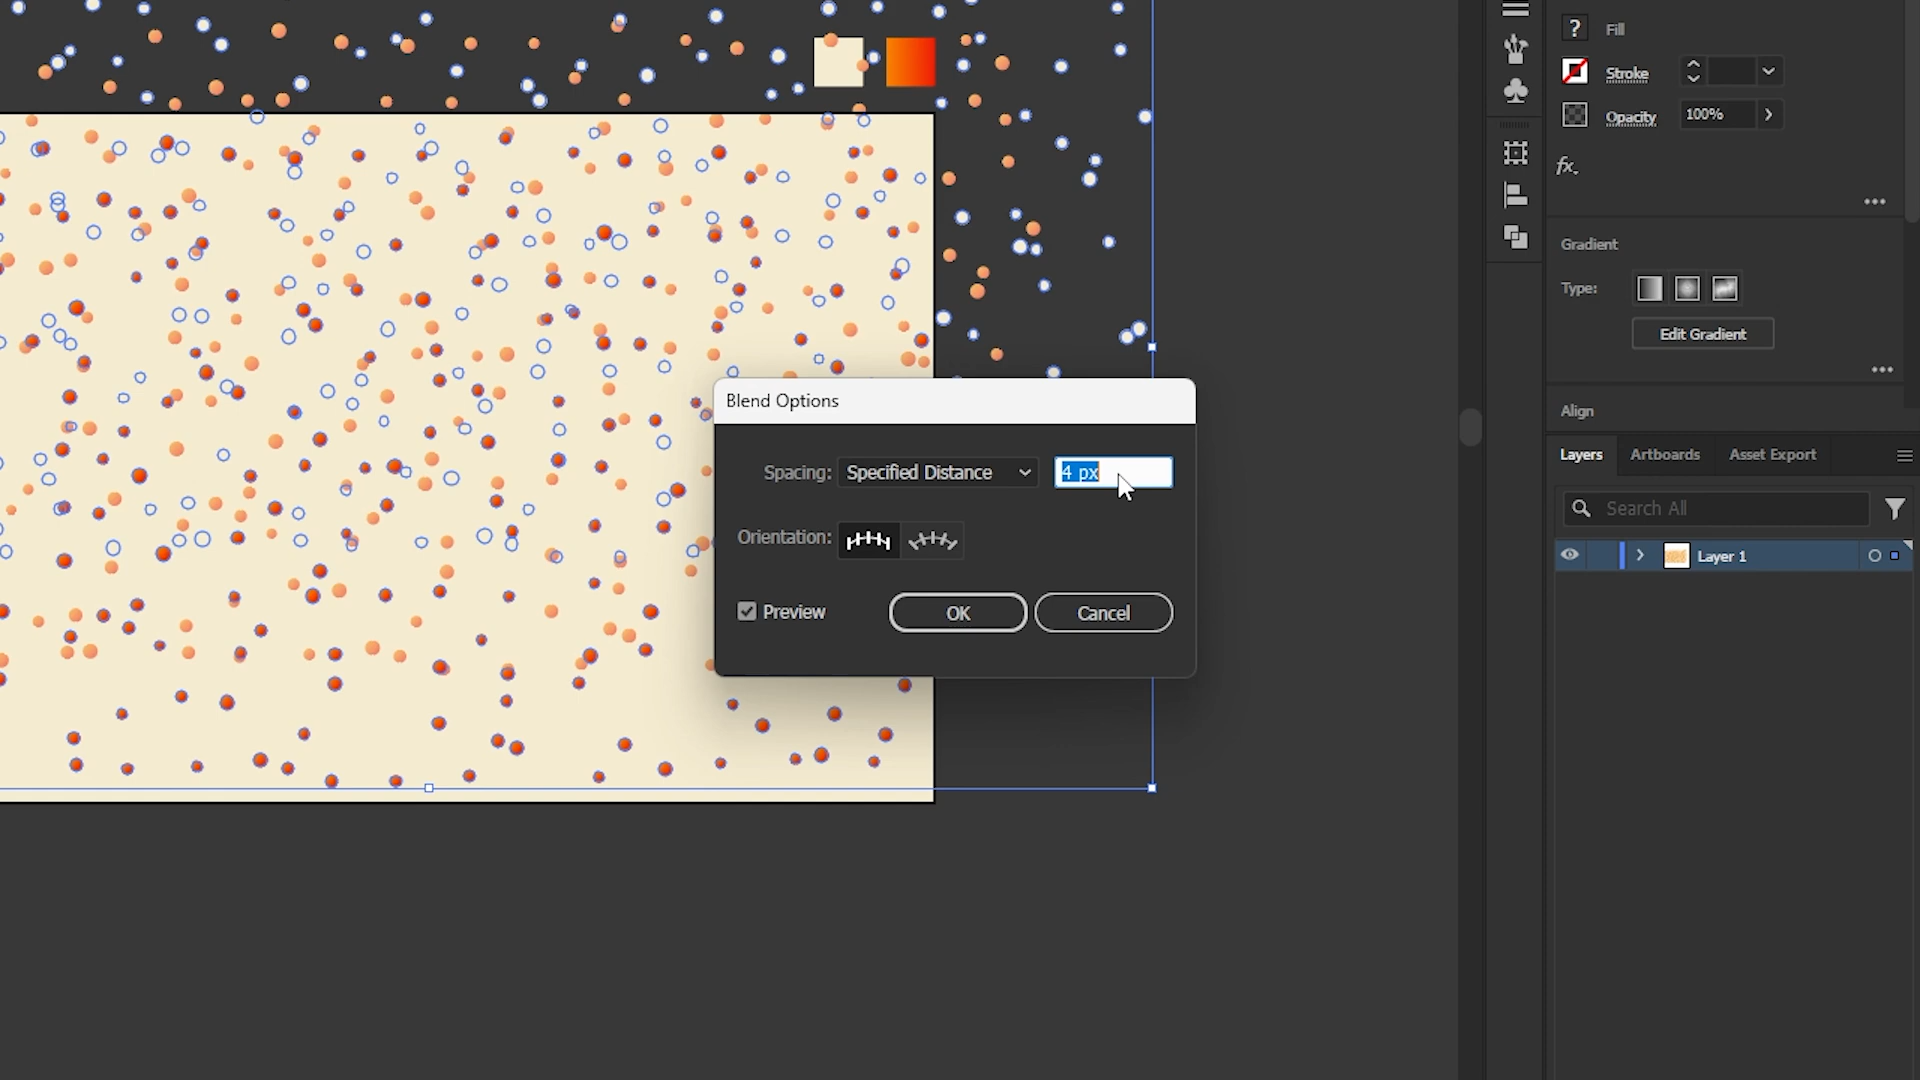 ?
Fill
Stroke
Opacity
100%
fx.
Gradient
Type:
Edit Gradient
Align
Layers
Artboards
Asset Export
Search All
Layer 1
Blend Options
Spacing:
Specified Distance
4 px
Orientation:
Preview
OK
Cancel